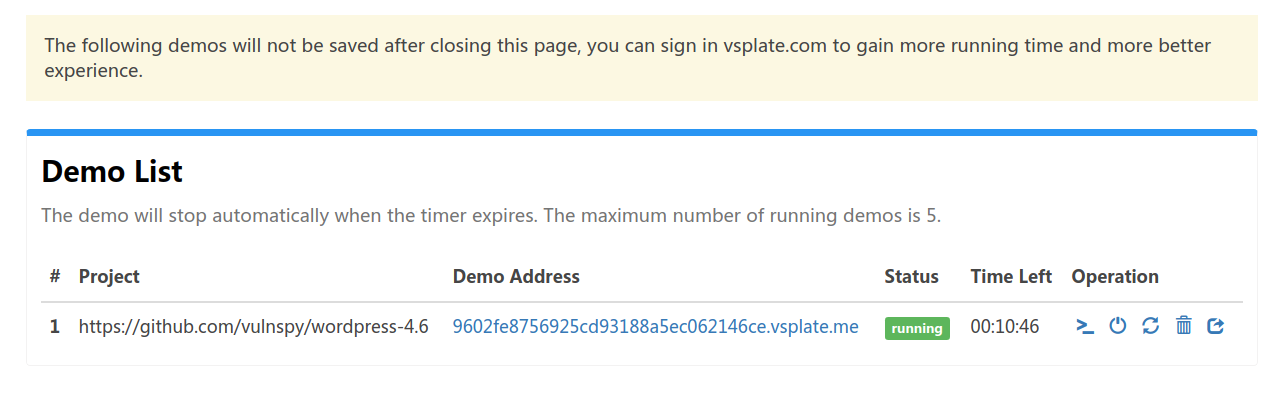 The following demos will not be saved after closing this page, you can sign in vsplate.com to gain more running time and more better
experience.
Demo List
The demo will stop automatically when the timer expires. The maximum number of running demos is 5.
# Project Demo Address Status Time Left Operation
1 https://github.com/vulnspy/wordpress-4.6 9602fe8756925cd93188a5ec062146ce.vsplate.me running 00:10:46